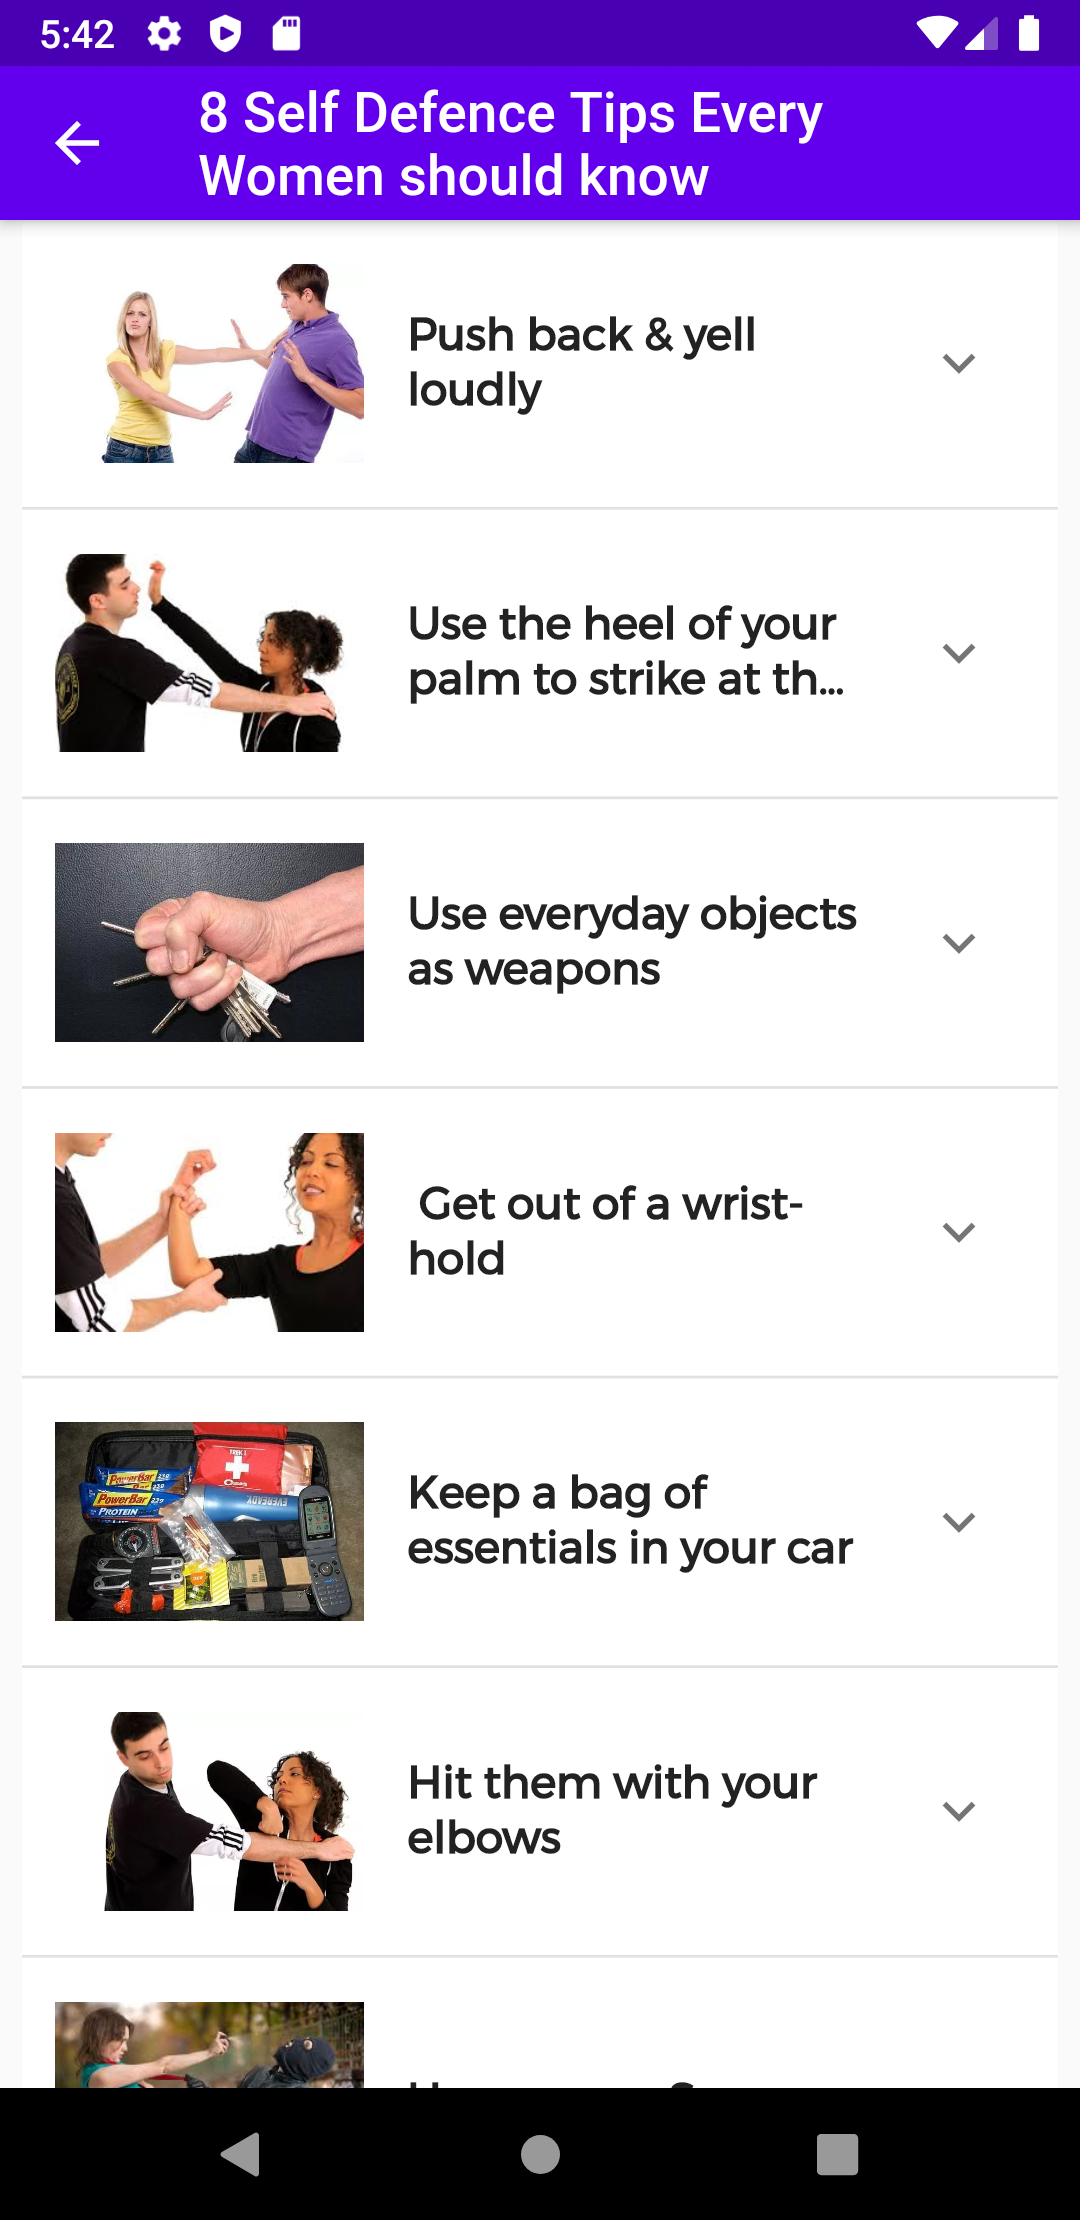 5:42
8 Self Defence Tips Every
Women should know
Push back & yell
loudly
Use the heel of your
palm to strike at th...
Use everyday objects
as weapons
Get out of a wrist-
hold
TREK I
PowerBar
PowerBar
PROTEIN
EVEREADY
Keep a bag of
essentials in your car
Hit them with your
elbows